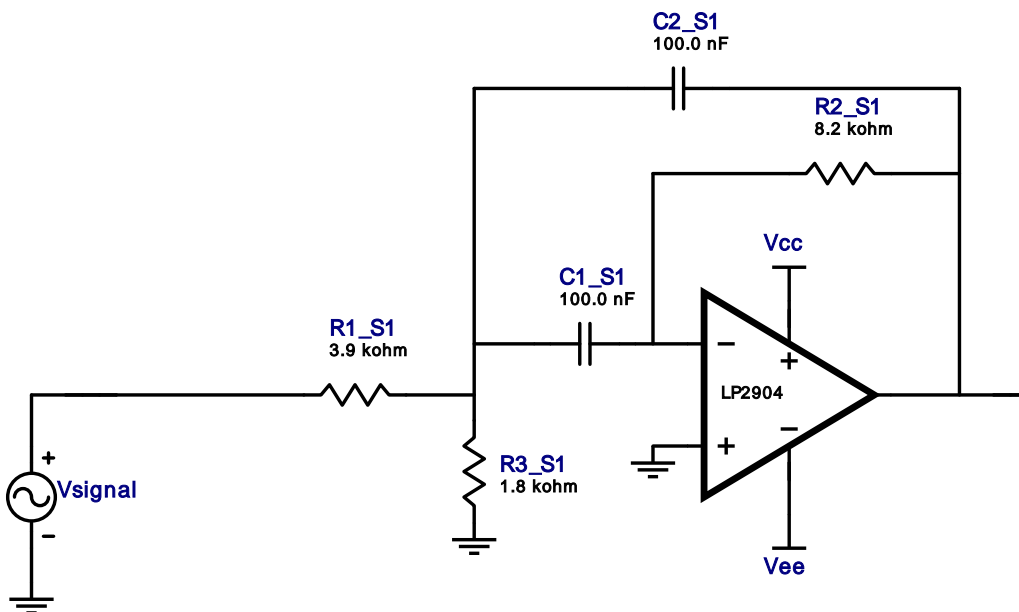 C2_S1
100.0 nF
R2_S1
8.2 kohm
Vcc
C1_S1
100.0 nF
R1_S1
3.9 kohm
−
+
LP2904
−
+
R3_S1
1.8 kohm
+
Vsignal
−
Vee